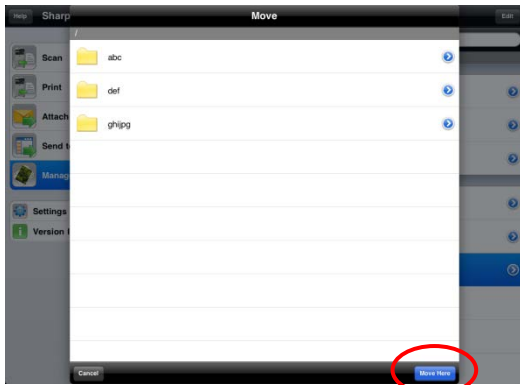 Help
Sharp
Move
Edit
/
Scan
abc
Print
def
Attach
ghijpg
Send t
Manag
Settings
Version
Cancel
Move Here